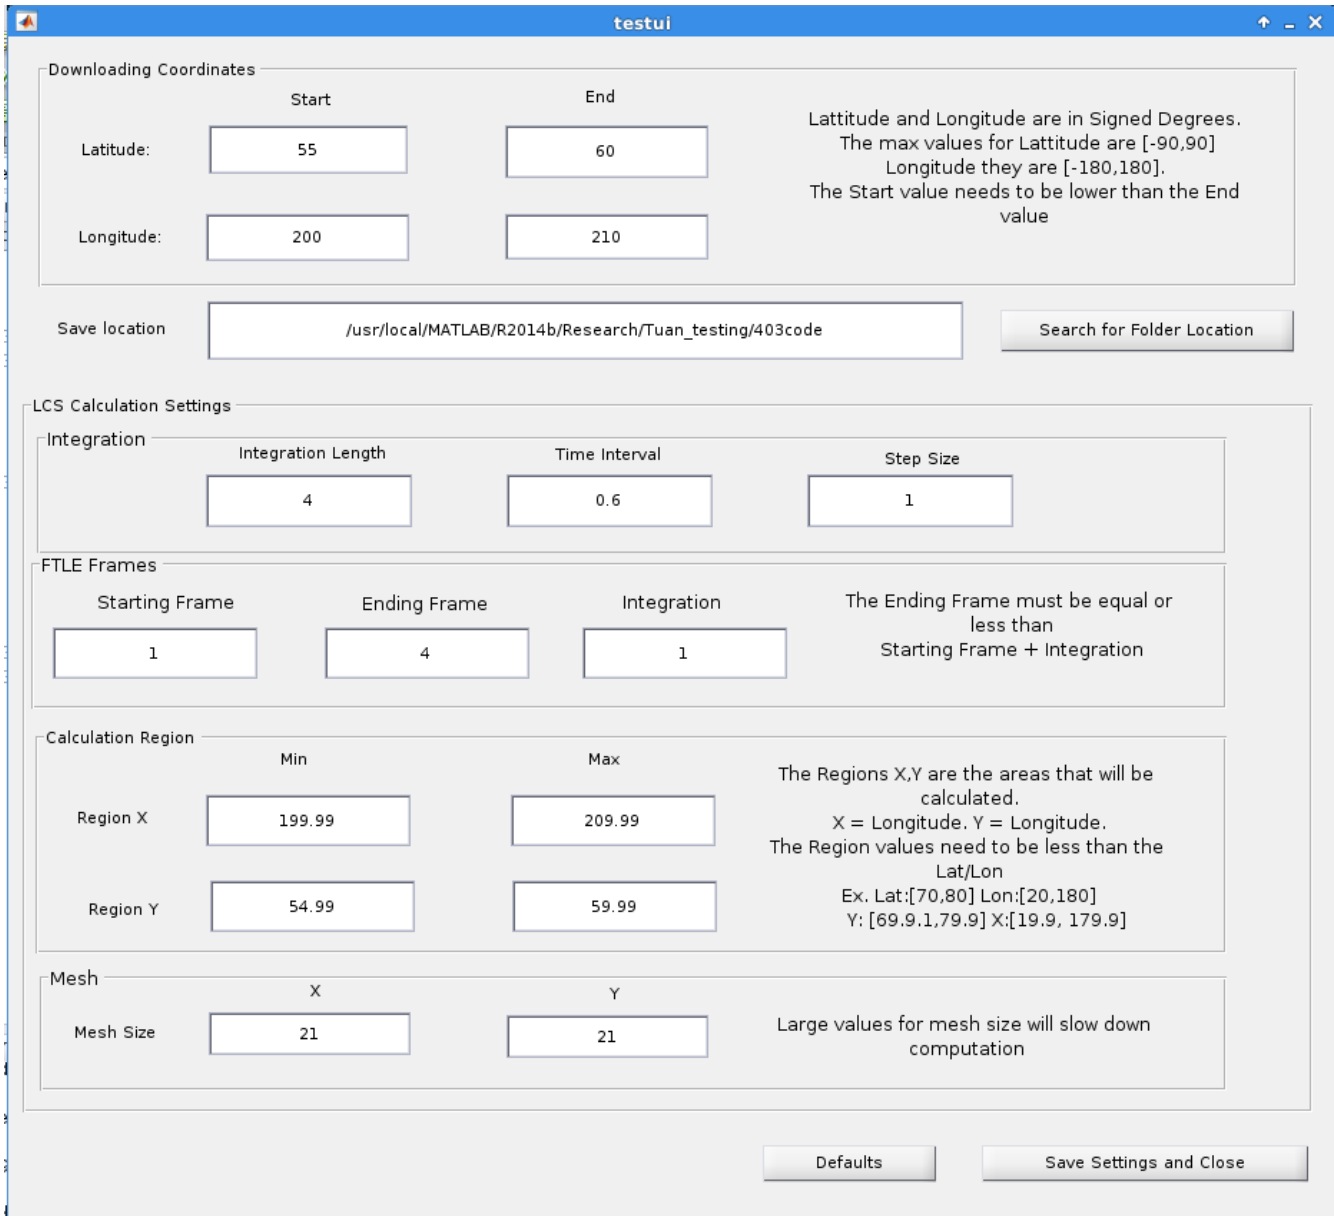 testui
Downloading Coordinates
Start
End
Latitude:
55
60
Longitude:
200
210
Lattitude and Longitude are in Signed Degrees.
The max values for Lattitude are [-90,90]
Longitude they are [-180,180].
The Start value needs to be lower than the End
value
Save location
/usr/local/MATLAB/R2014b/Research/Tuan_testing/403code
Search for Folder Location
LCS Calculation Settings
Integration
Integration Length
Time Interval
Step Size
4
0.6
1
FTLE Frames
Starting Frame
Ending Frame
Integration
1
4
1
The Ending Frame must be equal or
less than
Starting Frame + Integration
Calculation Region
Min
Max
Region X
199.99
209.99
Region Y
54.99
59.99
The Regions X,Y are the areas that will be
calculated.
X = Longitude. Y = Longitude.
The Region values need to be less than the
Lat/Lon
Ex. Lat:[70,80] Lon:[20,180]
Y: [69.9.1,79.9] X:[19.9, 179.9]
Mesh
X
Y
Mesh Size
21
21
Large values for mesh size will slow down
computation
Defaults
Save Settings and Close